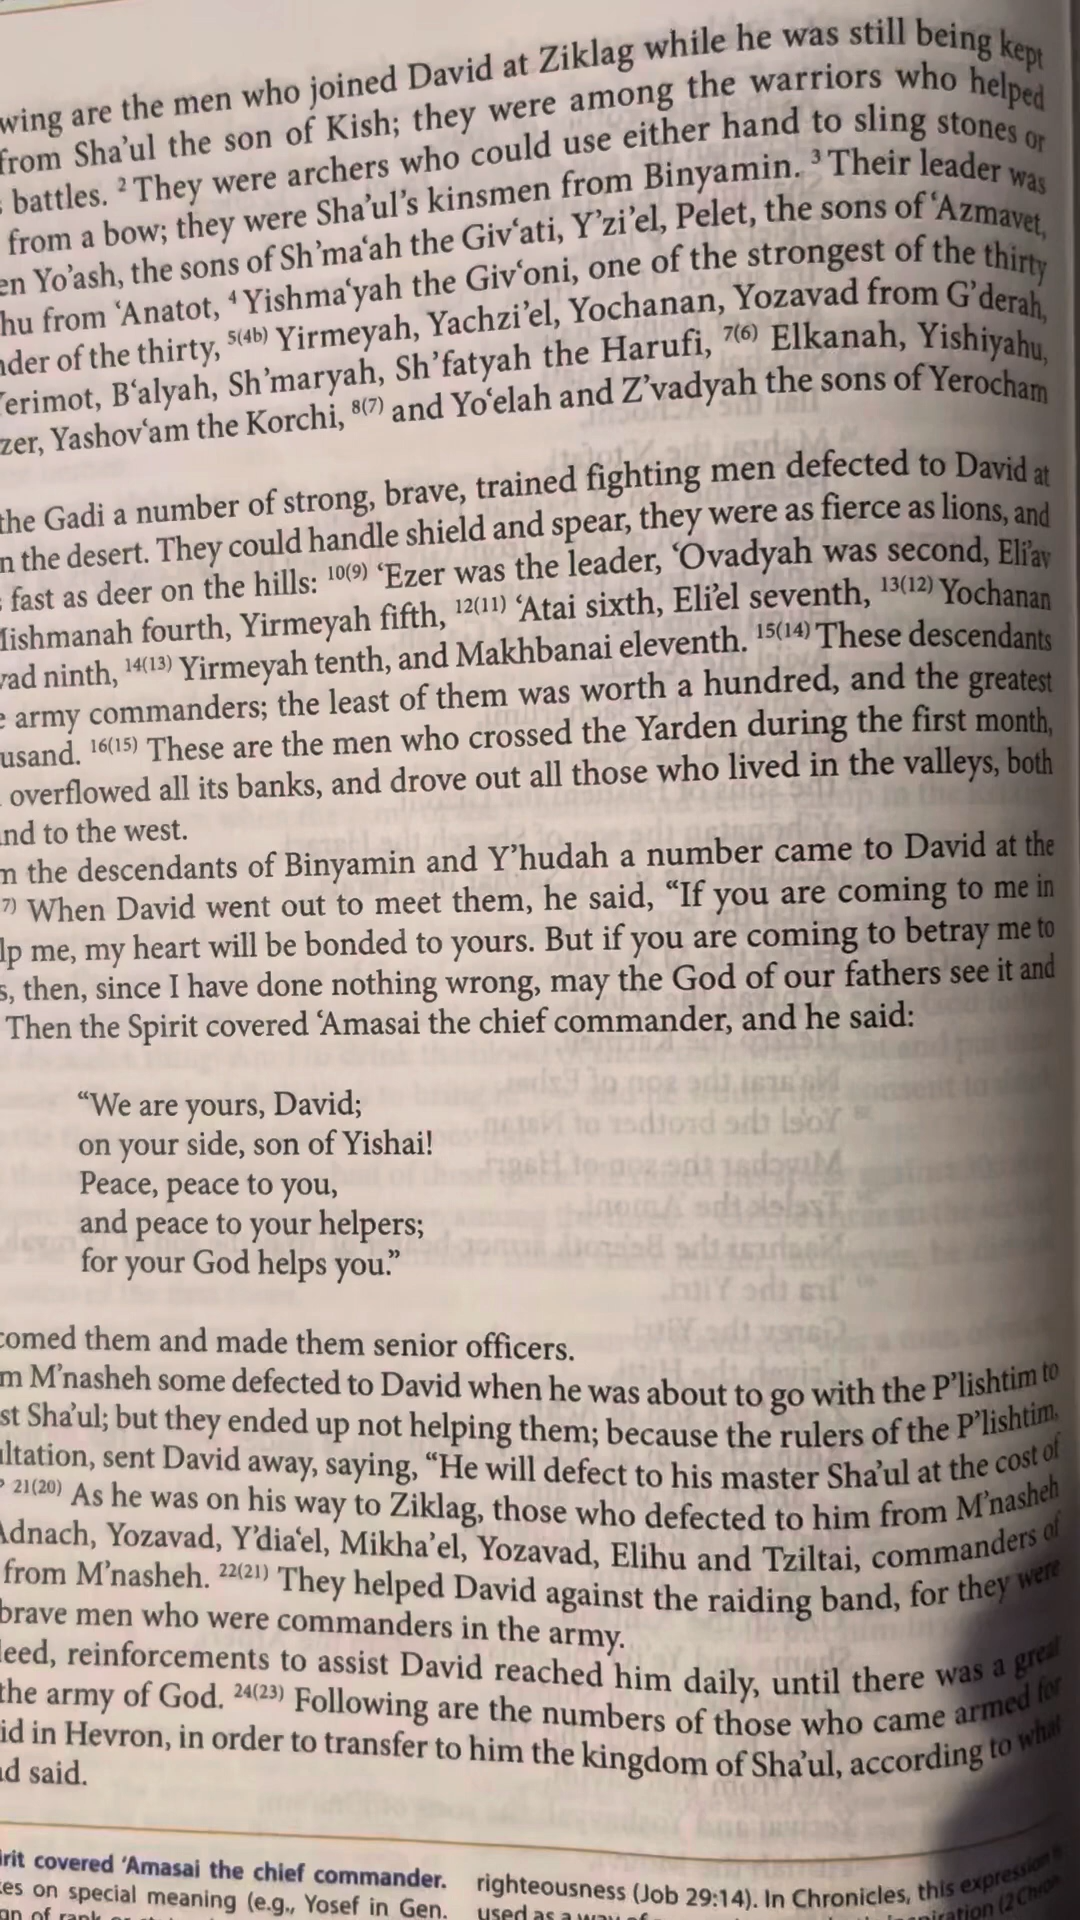 wing are the men who joined David at Ziklag while he was still being kept
from Sha’ul the son of Kish; they were among the warriors who helped
battles. ² They were archers who could use either hand to sling stones or
from a bow; they were Sha’ul’s kinsmen from Binyamin. ³ Their leader was
en Yo’ash, the sons of Sh’ma‘ah the Giv‘ati, Y’zi’el, Pelet, the sons of ‘Azmavet,
hu from ‘Anatot, ⁴ Yishma‘yah the Giv‘oni, one of the strongest of the thirty
der of the thirty, 5(4b) Yirmeyah, Yachzi’el, Yochanan, Yozavad from G’derah,
erimot, B‘alyah, Sh’maryah, Sh’fatyah the Harufi, 7(6) Elkanah, Yishiyahu,
zer, Yashov‘am the Korchi, 8(7) and Yo‘elah and Z’vadyah the sons of Yerocham
the Gadi a number of strong, brave, trained fighting men defected to David at
n the desert. They could handle shield and spear, they were as fierce as lions, and
fast as deer on the hills: 10(9) ‘Ezer was the leader, ‘Ovadyah was second, Eli’av
lishmanah fourth, Yirmeyah fifth, 12(11) ‘Atai sixth, Eli’el seventh, 13(12) Yochanan
vad ninth, 14(13) Yirmeyah tenth, and Makhbanai eleventh. 15(14) These descendants
e army commanders; the least of them was worth a hundred, and the greatest
usand. 16(15) These are the men who crossed the Yarden during the first month,
overflowed all its banks, and drove out all those who lived in the valleys, both
nd to the west.
m the descendants of Binyamin and Y’hudah a number came to David at the
7) When David went out to meet them, he said, “If you are coming to me in
lp me, my heart will be bonded to yours. But if you are coming to betray me to
s, then, since I have done nothing wrong, may the God of our fathers see it and
Then the Spirit covered ‘Amasai the chief commander, and he said:
“We are yours, David;
on your side, son of Yishai!
Peace, peace to you,
and peace to your helpers;
for your God helps you.”
comed them and made them senior officers.
m M’nasheh some defected to David when he was about to go with the P’lishtim to
st Sha’ul; but they ended up not helping them; because the rulers of the P’lishtim,
ultation, sent David away, saying, “He will defect to his master Sha’ul at the cost of
” 21(20) As he was on his way to Ziklag, those who defected to him from M’nasheh
Adnach, Yozavad, Y’dia‘el, Mikha’el, Yozavad, Elihu and Tziltai, commanders of
from M’nasheh. 22(21) They helped David against the raiding band, for they were
brave men who were commanders in the army.
deed, reinforcements to assist David reached him daily, until there was a great
the army of God. 24(23) Following are the numbers of those who came armed for
id in Hevron, in order to transfer to him the kingdom of Sha’ul, according to what
d said.
irit covered ‘Amasai the chief commander.
es on special meaning (e.g., Yosef in Gen.
righteousness (Job 29:14). In Chronicles, this expression
used as a way of (2 Chron